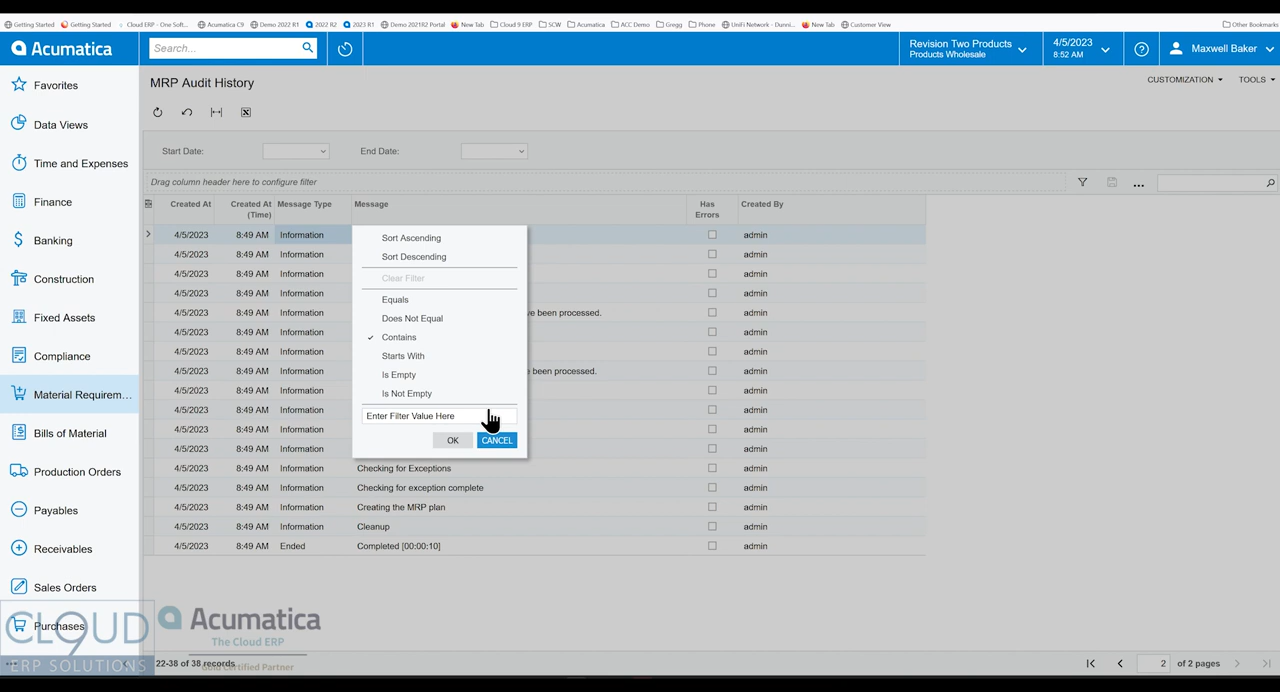 Getting Started Getting Started Cloud ERP - One Soft... Acumatica C9 Demo 2022 R1 2022 R2 2023 R1 Demo 2021R2 Portal New Tab Cloud 9 ERP SCW Acumatica ACC Demo Gregg Phone UniFi Network - Dunni... New Tab Customer View Other Bookmarks
Acumatica
Search...
Revision Two Products
Products Wholesale
4/5/2023
8:52 AM
Maxwell Baker
Favorites
Data Views
Time and Expenses
Finance
Banking
Construction
Fixed Assets
Compliance
Material Requirem...
Bills of Material
Production Orders
Payables
Receivables
Sales Orders
Purchases
MRP Audit History
CUSTOMIZATION TOOLS
Start Date: End Date:
Drag column header here to configure filter
Created At Created At (Time) Message Type Message Has Errors Created By
4/5/2023 8:49 AM Information admin
4/5/2023 8:49 AM Information admin
4/5/2023 8:49 AM Information admin
4/5/2023 8:49 AM Information admin
4/5/2023 8:49 AM Information ve been processed. admin
4/5/2023 8:49 AM Information admin
4/5/2023 8:49 AM Information admin
4/5/2023 8:49 AM Information e been processed. admin
4/5/2023 8:49 AM Information admin
4/5/2023 8:49 AM Information admin
4/5/2023 8:49 AM Information admin
4/5/2023 8:49 AM Information admin
4/5/2023 8:49 AM Information Checking for Exceptions admin
4/5/2023 8:49 AM Information Checking for exception complete admin
4/5/2023 8:49 AM Information Creating the MRP plan admin
4/5/2023 8:49 AM Information Cleanup admin
4/5/2023 8:49 AM Ended Completed [00:00:10] admin
Sort Ascending
Sort Descending
Clear Filter
Equals
Does Not Equal
Contains
Starts With
Is Empty
Is Not Empty
Enter Filter Value Here
OK CANCEL
CLOUD 9
ERP SOLUTIONS
Acumatica
The Cloud ERP
Gold Certified Partner
22-38 of 38 records
2 of 2 pages